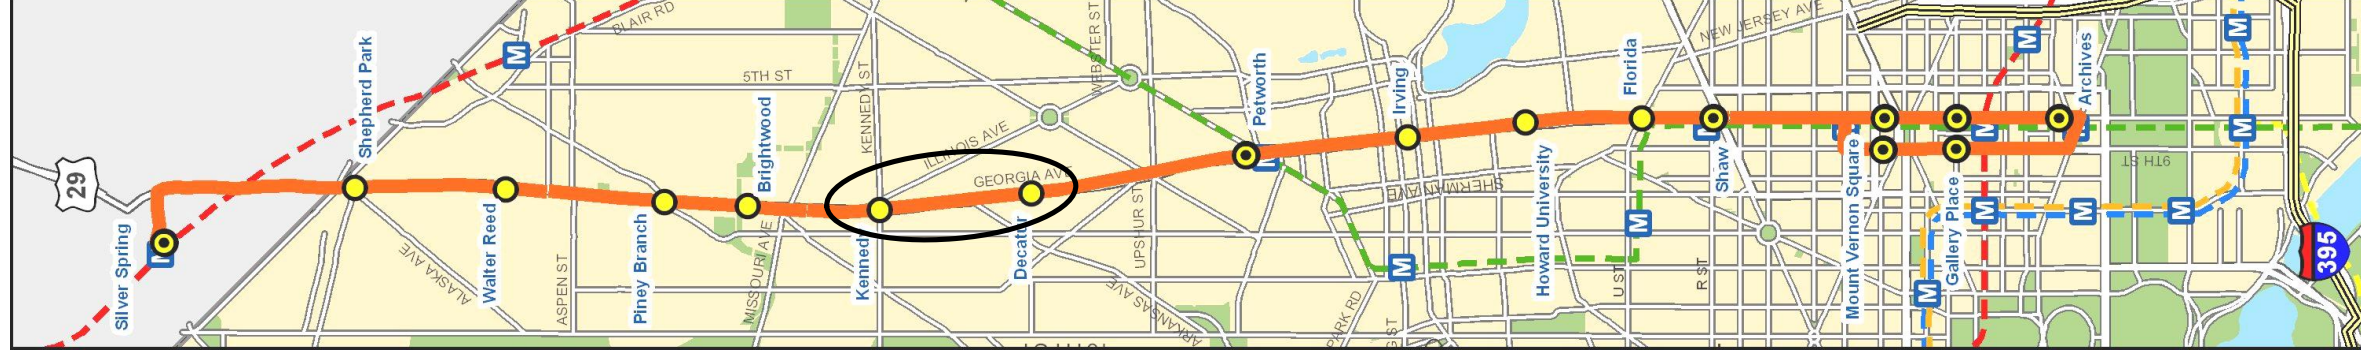 29
Silver Spring
Shepherd Park
BLAIR RD
M
ALASKA AVE
Walter Reed
ASPEN ST
Piney Branch
5TH ST
Brightwood
MISSOURI AVE
KENNEDY ST
Kennedy
ILLINOIS AVE
GEORGIA AVE
Decatur
WEBSTER ST
UPSHUR ST
ARKANSAS AVE
Petworth
PARK RD
Irving
SHERMAN AVE
M
Howard University
Florida
U ST
M
R ST
Shaw
NEW JERSEY AVE
Mount Vernon Square
Gallery Place
M
M
M
M
M
M
Archives
9TH ST
M
M
395